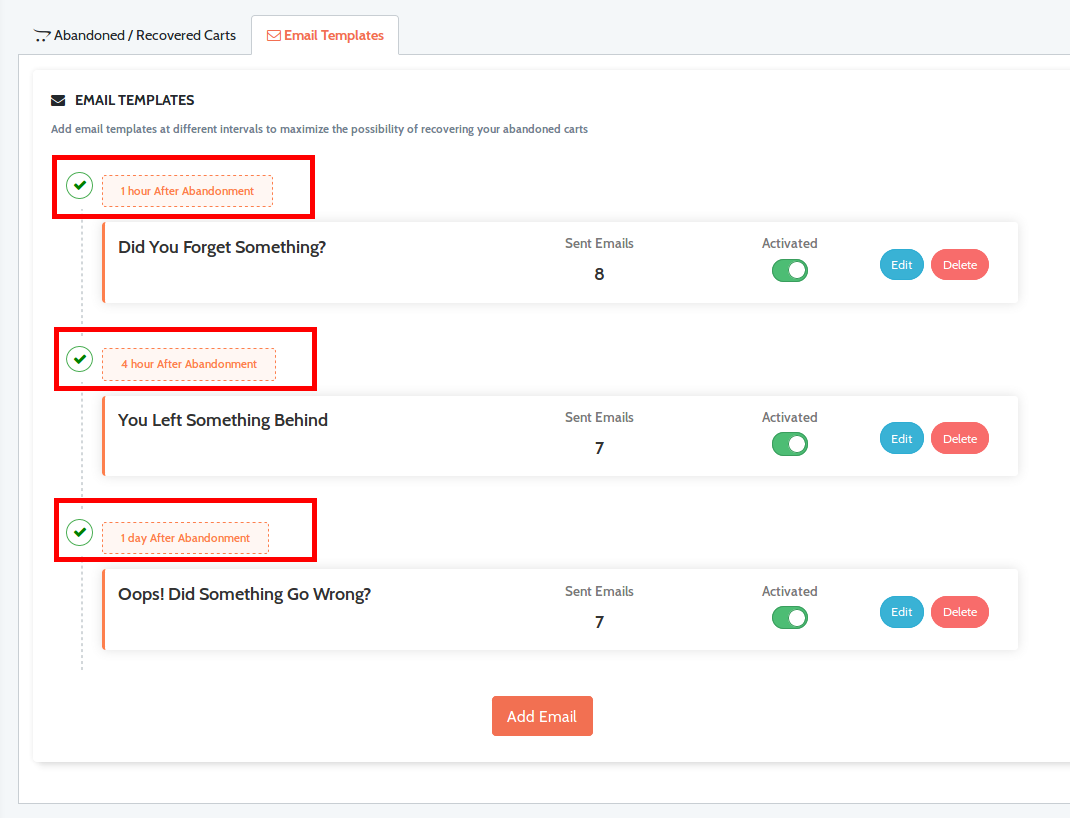 Abandoned / Recovered Carts Email Templates
EMAIL TEMPLATES
Add email templates at different intervals to maximize the possibility of recovering your abandoned carts
1 hour After Abandonment
Did You Forget Something?
Sent Emails
8
Activated
Edit Delete
4 hour After Abandonment
You Left Something Behind
Sent Emails
7
Activated
Edit Delete
1 day After Abandonment
Oops! Did Something Go Wrong?
Sent Emails
7
Activated
Edit Delete
Add Email